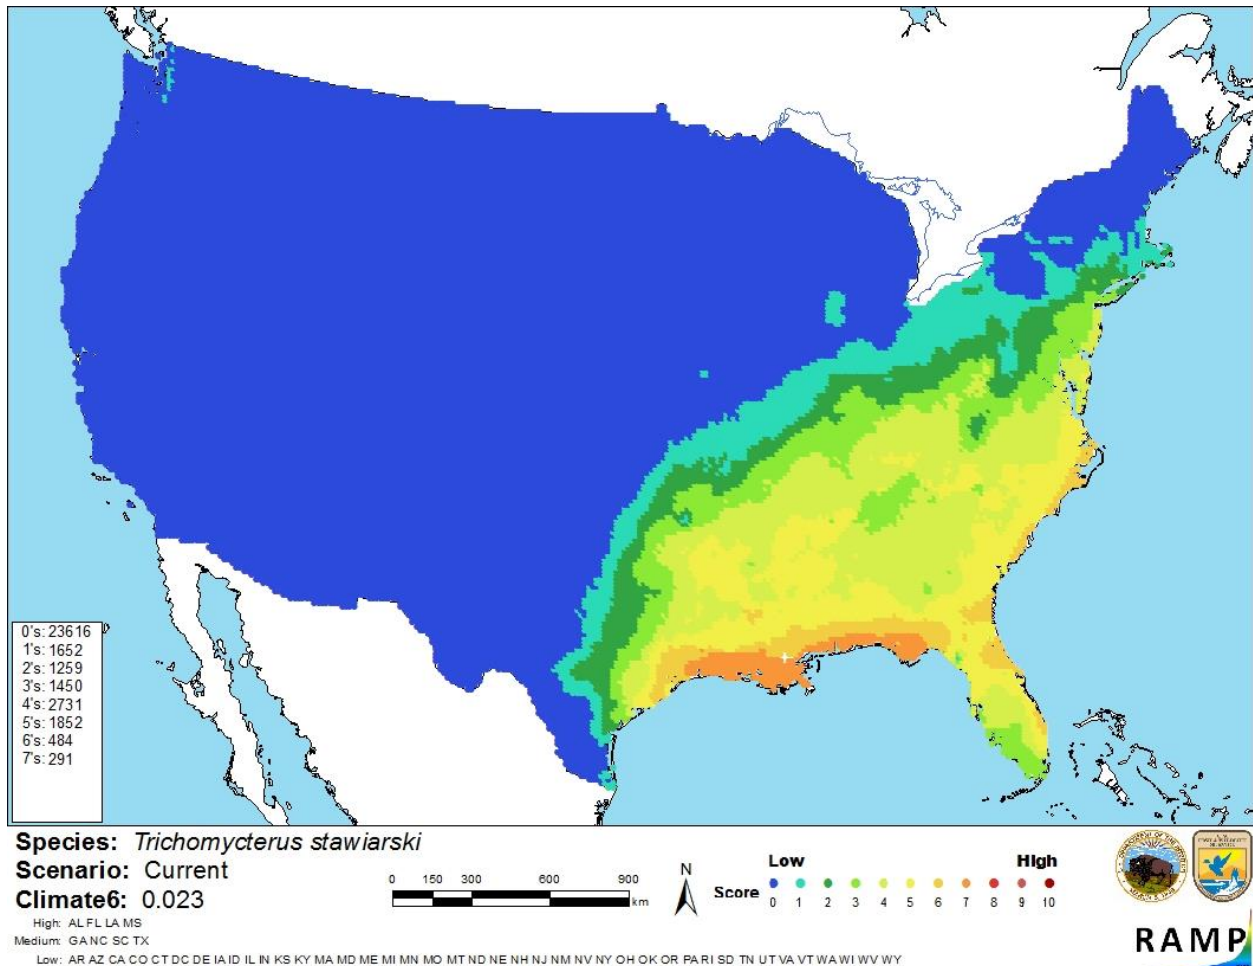 0's: 23616
1's: 1652
2's: 1259
3's: 1450
4's: 2731
5's: 1852
6's: 484
7's: 291
Species: Trichomycterus stawiarski
Scenario: Current
Climate6: 0.023
High: AL FL LA MS
Medium: GA NC SC TX
Low: AR AZ CA CO CT DC DE IA ID IL IN KS KY MA MD ME MI MN MO MT ND NE NH NJ NM NV NY OH OK OR PA RI SD TN UT VA VT WA WI WV WY
0 150 300 600 900
km
N
Low High
Score 0 1 2 3 4 5 6 7 8 9 10
RAMP